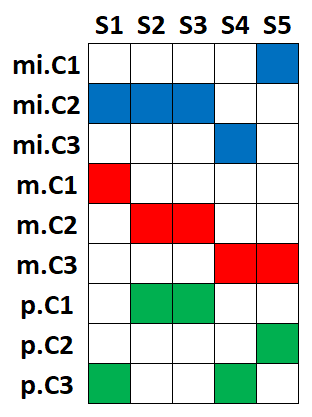 S1 S2 S3 S4 S5
mi.C1
mi.C2
mi.C3
m.C1
m.C2
m.C3
p.C1
p.C2
p.C3